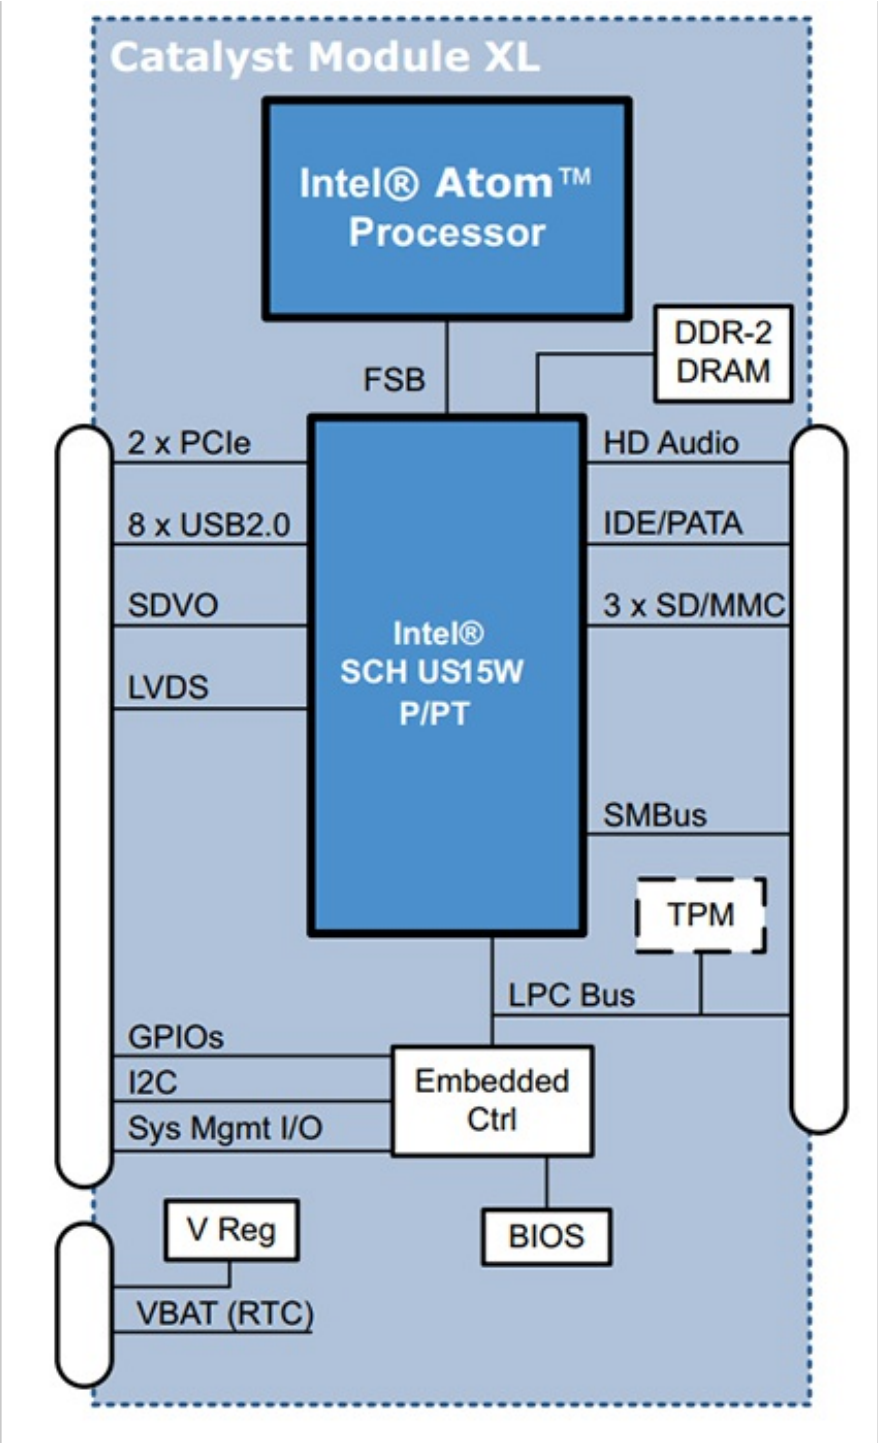 Catalyst Module XL
Intel® Atom™
Processor
DDR-2
DRAM
FSB
2 x PCIe
HD Audio
8 x USB2.0
IDE/PATA
SDVO
3 x SD/MMC
Intel®
SCH US15W
P/PT
LVDS
SMBus
TPM
LPC Bus
GPIOs
I2C
Sys Mgmt I/O
Embedded
Ctrl
V Reg
BIOS
VBAT (RTC)